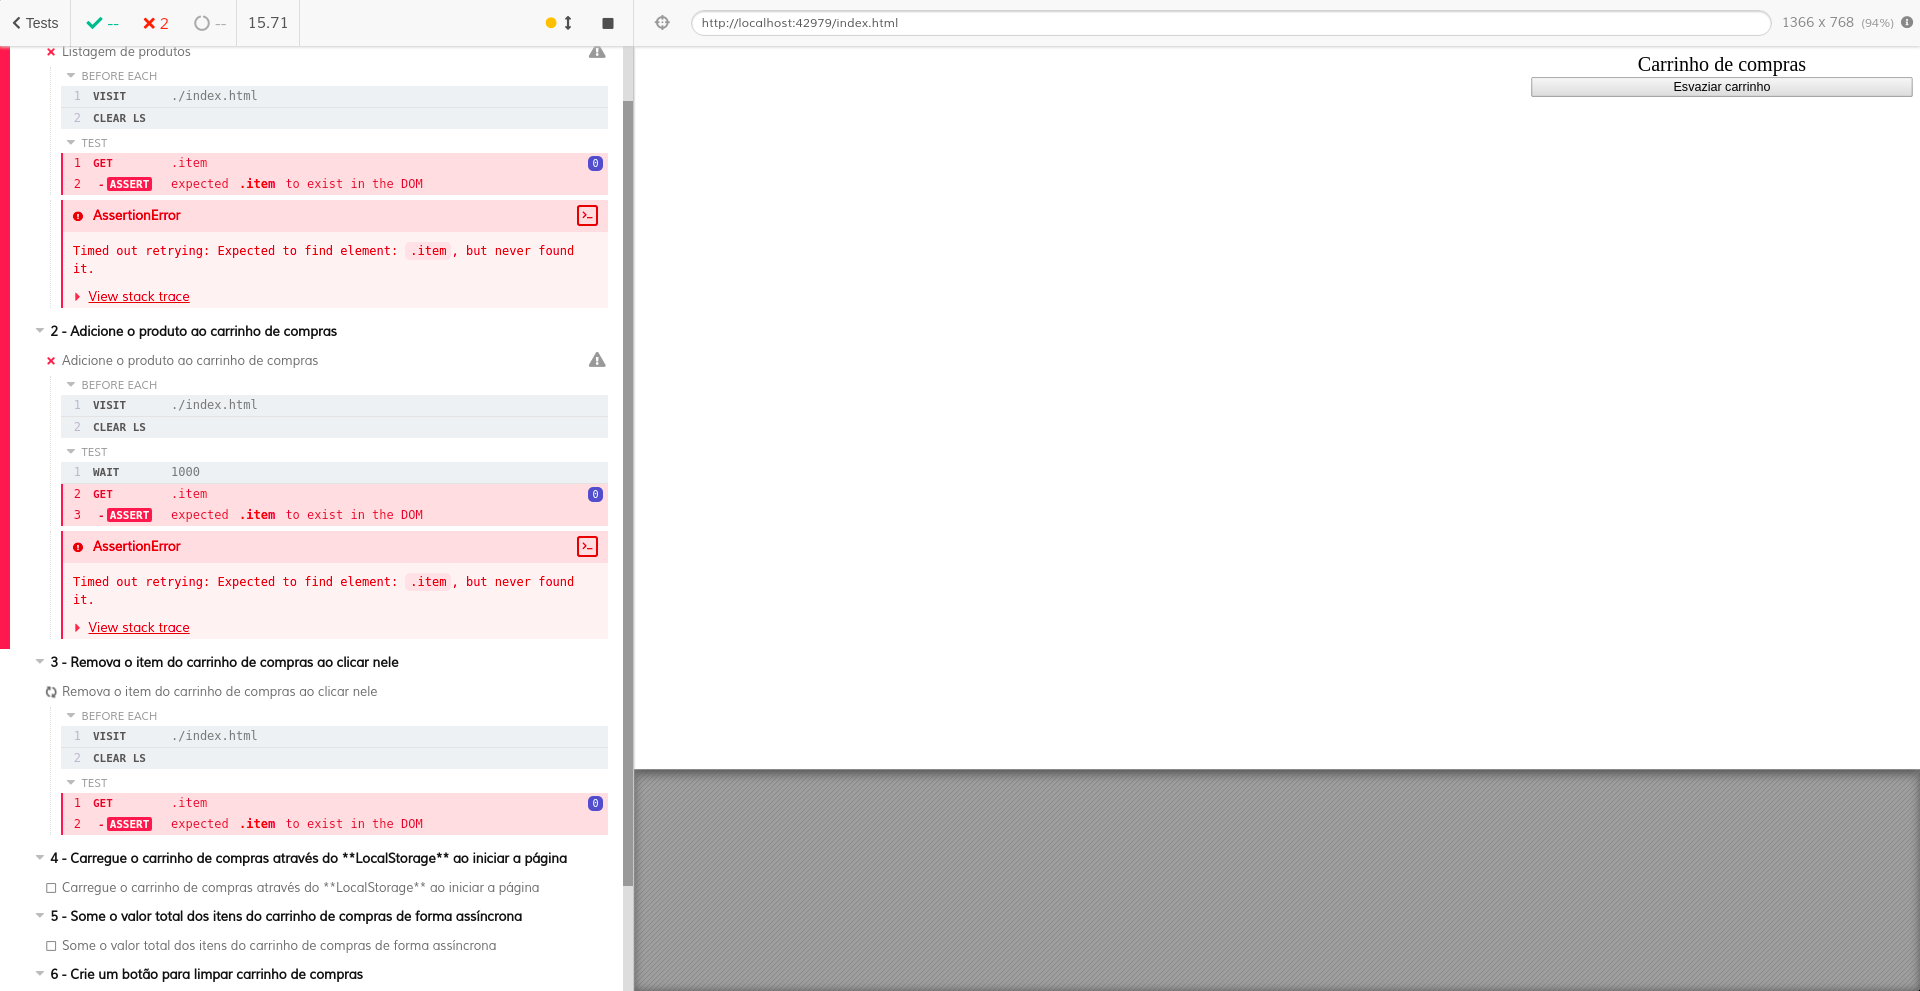 Tests
--
2
--
15.71
http://localhost:42979/index.html
1366 x 768 (94%)
Listagem de produtos
BEFORE EACH
1 VISIT ./index.html
2 CLEAR LS
TEST
1 GET .item 0
2 - ASSERT expected .item to exist in the DOM
AssertionError
Timed out retrying: Expected to find element: .item, but never found
it.
View stack trace
2 - Adicione o produto ao carrinho de compras
Adicione o produto ao carrinho de compras
BEFORE EACH
1 VISIT ./index.html
2 CLEAR LS
TEST
1 WAIT 1000
2 GET .item 0
3 - ASSERT expected .item to exist in the DOM
AssertionError
Timed out retrying: Expected to find element: .item, but never found
it.
View stack trace
3 - Remova o item do carrinho de compras ao clicar nele
Remova o item do carrinho de compras ao clicar nele
BEFORE EACH
1 VISIT ./index.html
2 CLEAR LS
TEST
1 GET .item 0
2 - ASSERT expected .item to exist in the DOM
4 - Carregue o carrinho de compras através do **LocalStorage** ao iniciar a página
Carregue o carrinho de compras através do **LocalStorage** ao iniciar a página
5 - Some o valor total dos itens do carrinho de compras de forma assíncrona
Some o valor total dos itens do carrinho de compras de forma assíncrona
6 - Crie um botão para limpar carrinho de compras
Carrinho de compras
Esvaziar carrinho